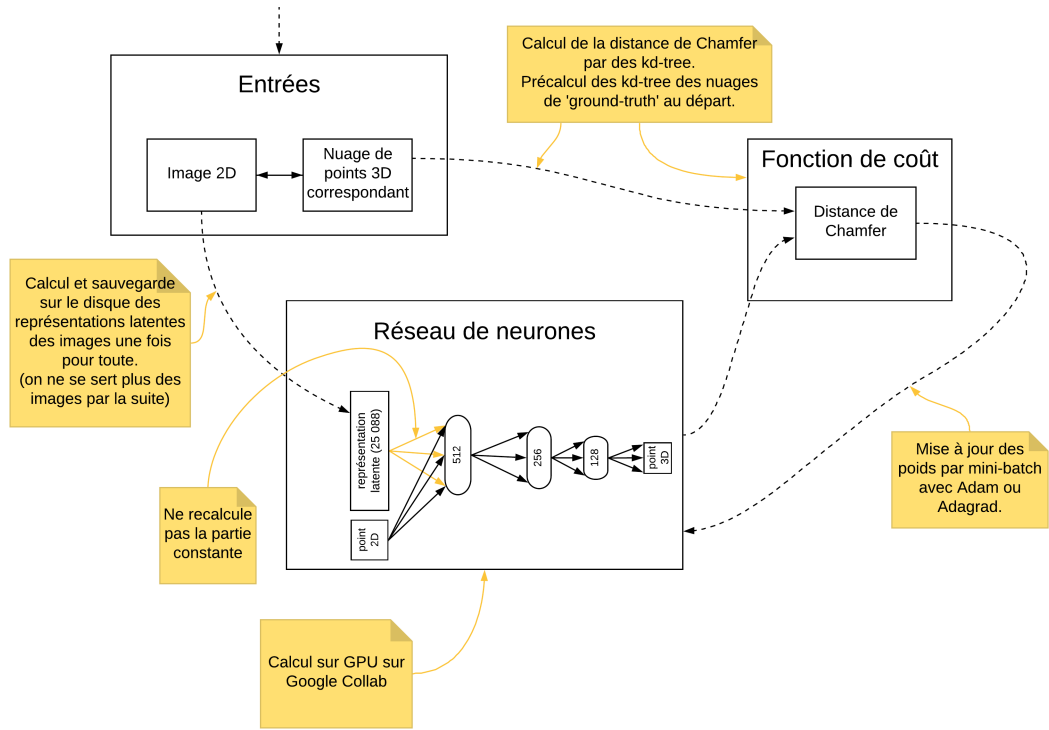 Calcul de la distance de Chamfer
par des kd-tree.
Précalcul des kd-tree des nuages
de 'ground-truth' au départ.
Entrées
Image 2D
Nuage de
points 3D
correspondant
Fonction de coût
Distance de
Chamfer
Calcul et sauvegarde
sur le disque des
représentations latentes
des images une fois
pour toute.
(on ne se sert plus des
images par la suite)
Réseau de neurones
représentation
latente (25 088)
point
2D
512
256
128
point
3D
Mise à jour des
poids par mini-batch
avec Adam ou
Adagrad.
Ne recalcule
pas la partie
constante
Calcul sur GPU sur
Google Collab